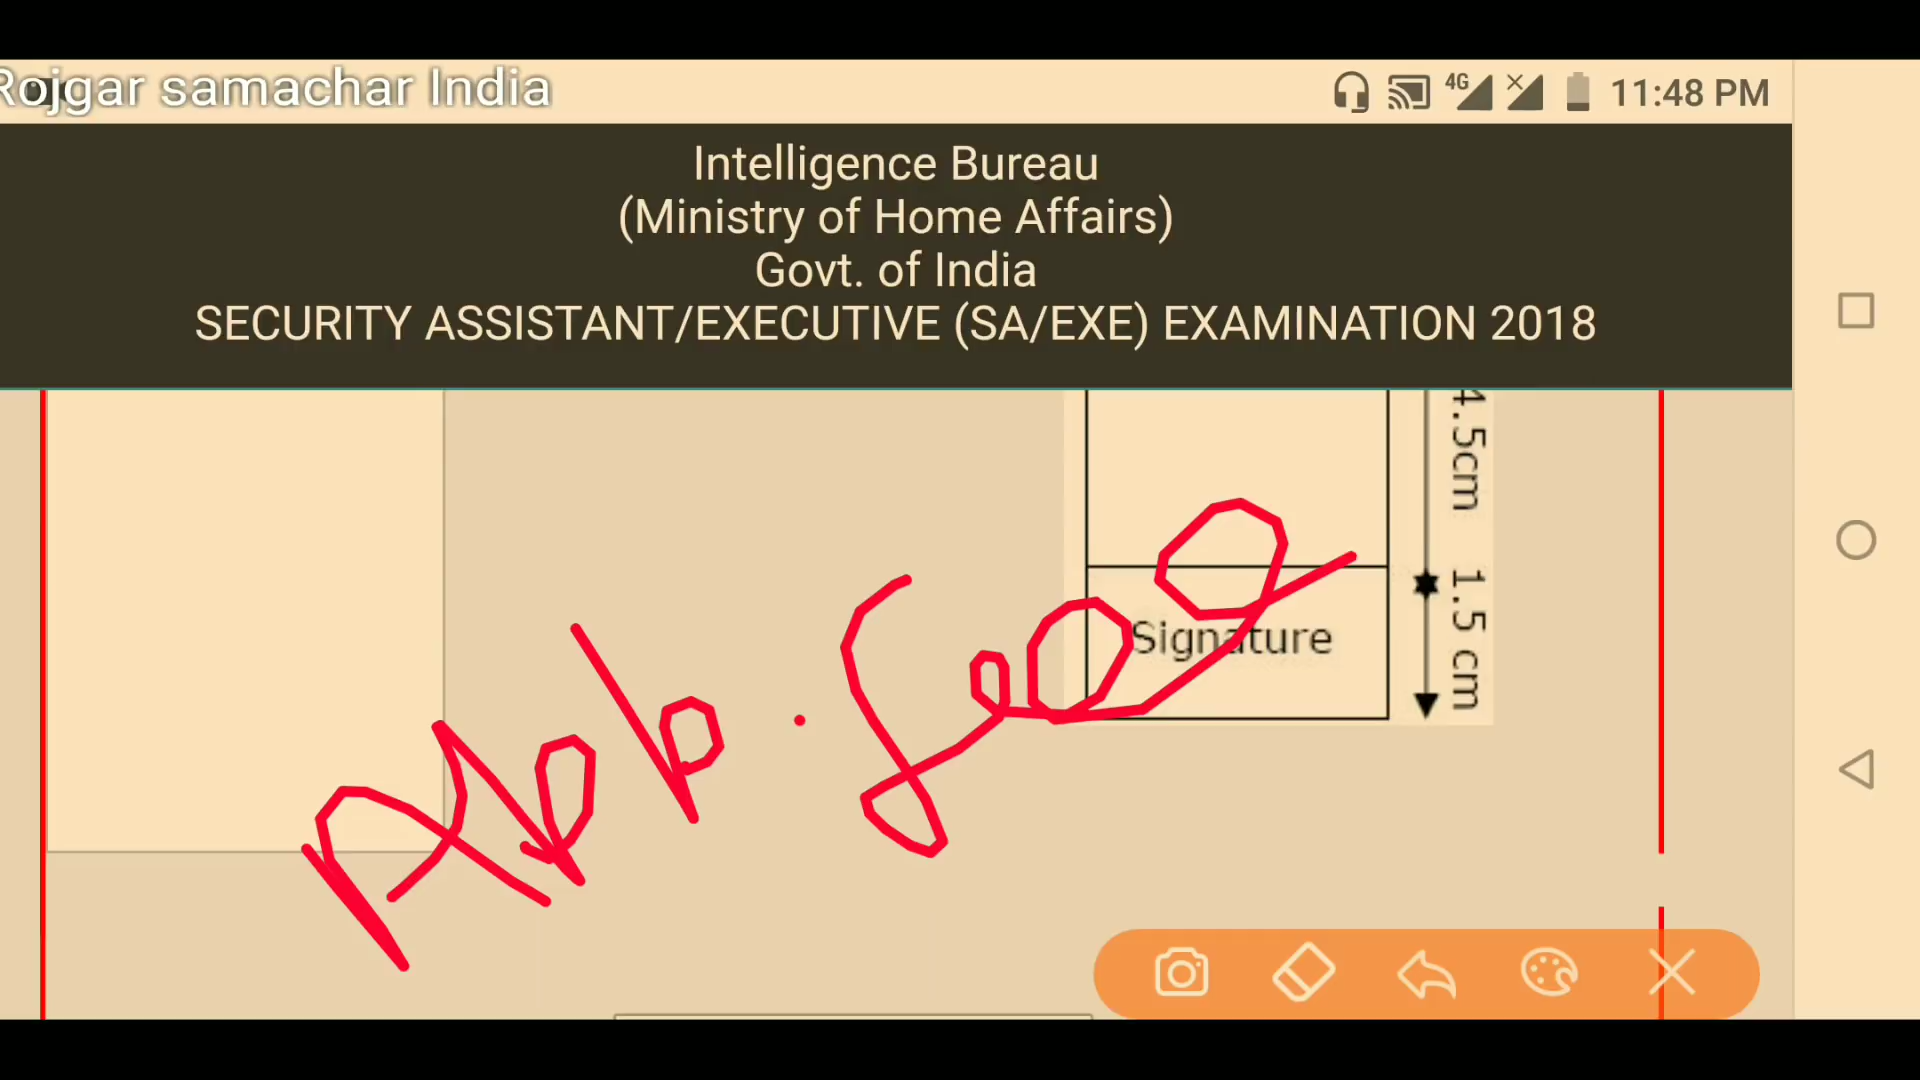 Rojgar samachar India
4G
11:48 PM
Intelligence Bureau
(Ministry of Home Affairs)
Govt. of India
SECURITY ASSISTANT/EXECUTIVE (SA/EXE) EXAMINATION 2018
4.5cm
1.5 cm
Signature